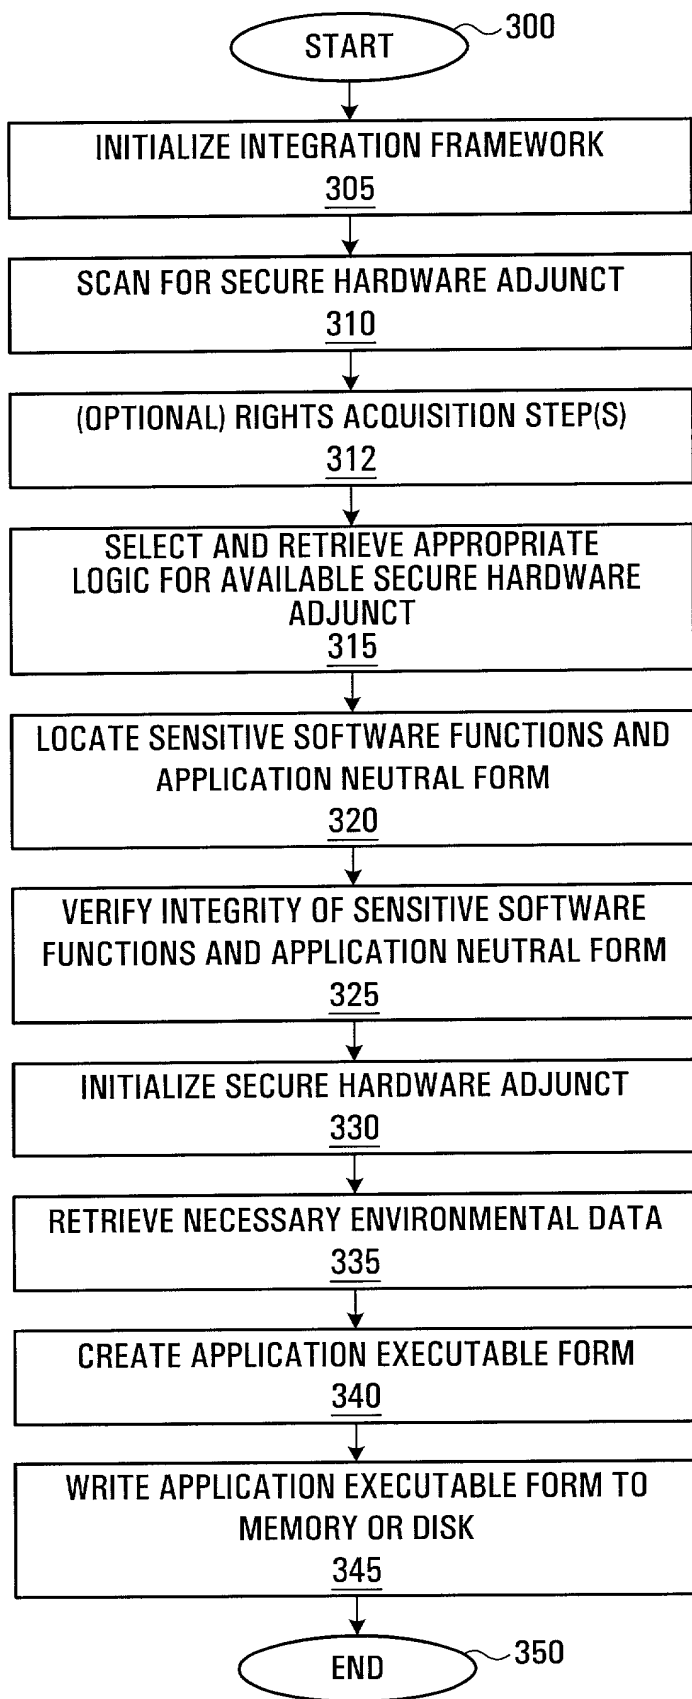 START
300
INITIALIZE INTEGRATION FRAMEWORK
305
SCAN FOR SECURE HARDWARE ADJUNCT
310
(OPTIONAL) RIGHTS ACQUISITION STEP(S)
312
SELECT AND RETRIEVE APPROPRIATE
LOGIC FOR AVAILABLE SECURE HARDWARE
ADJUNCT
315
LOCATE SENSITIVE SOFTWARE FUNCTIONS AND
APPLICATION NEUTRAL FORM
320
VERIFY INTEGRITY OF SENSITIVE SOFTWARE
FUNCTIONS AND APPLICATION NEUTRAL FORM
325
INITIALIZE SECURE HARDWARE ADJUNCT
330
RETRIEVE NECESSARY ENVIRONMENTAL DATA
335
CREATE APPLICATION EXECUTABLE FORM
340
WRITE APPLICATION EXECUTABLE FORM TO
MEMORY OR DISK
345
END
350